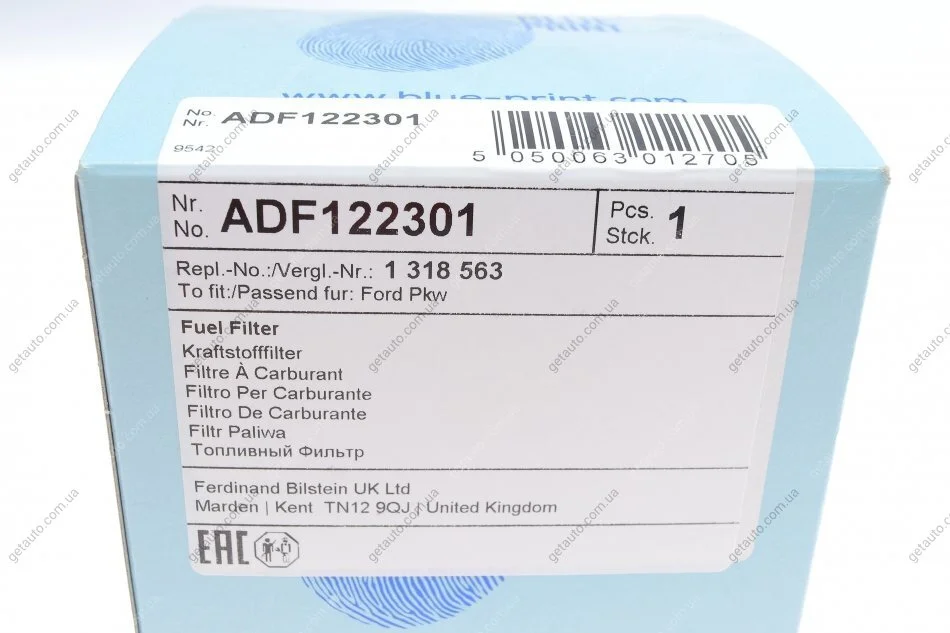 BLUE
PRINT
www.blue-print.com
No.
Nr. ADF122301
9542
5 050063 012708
Nr.
No. ADF122301
Pcs.
Stck. 1
Repl.-No.:/Vergl.-Nr.: 1 318 563
To fit:/Passend fur: Ford Pkw
Fuel Filter
Kraftstofffilter
Filtre À Carburant
Filtro Per Carburante
Filtro De Carburante
Filtr Paliwa
Топливный Фильтр
Ferdinand Bilstein UK Ltd
Marden | Kent TN12 9QJ | United Kingdom
EAC
getauto.com.ua